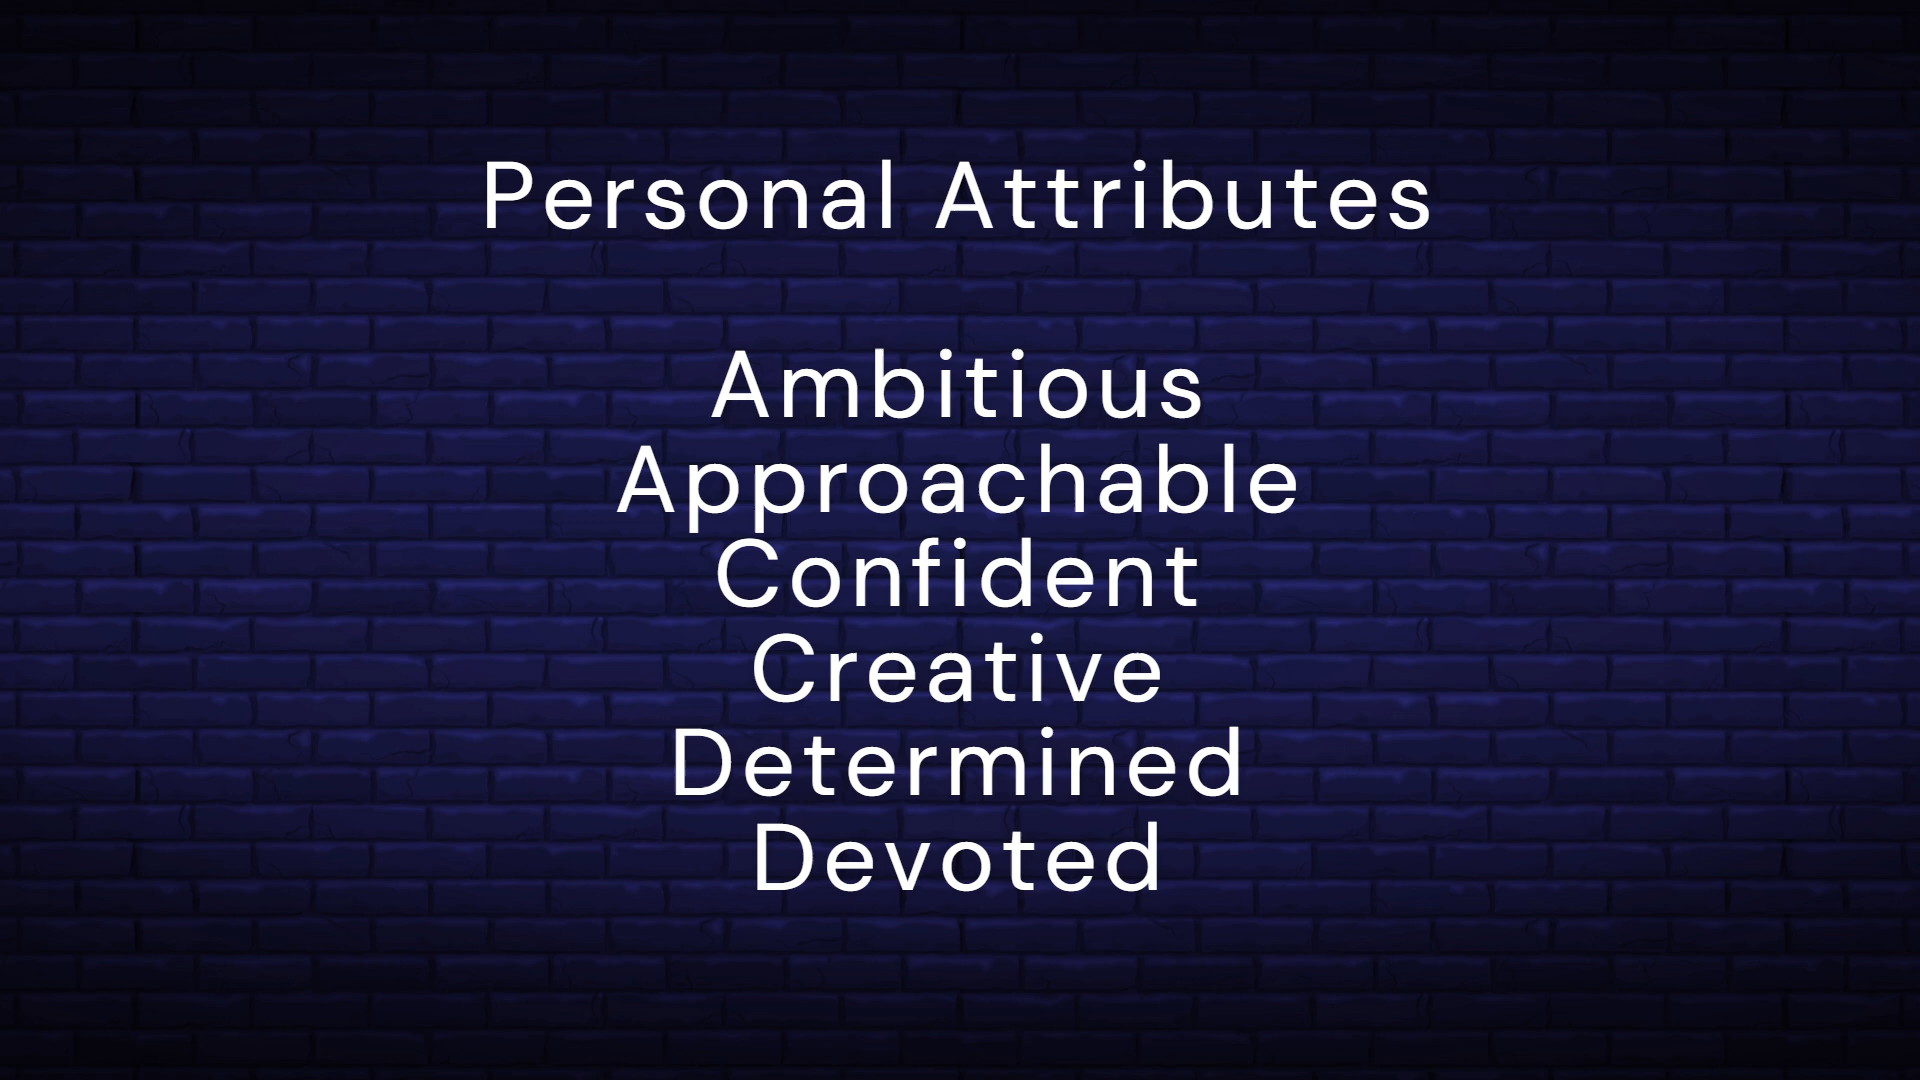 Personal Attributes
Ambitious
Approachable
Confident
Creative
Determined
Devoted